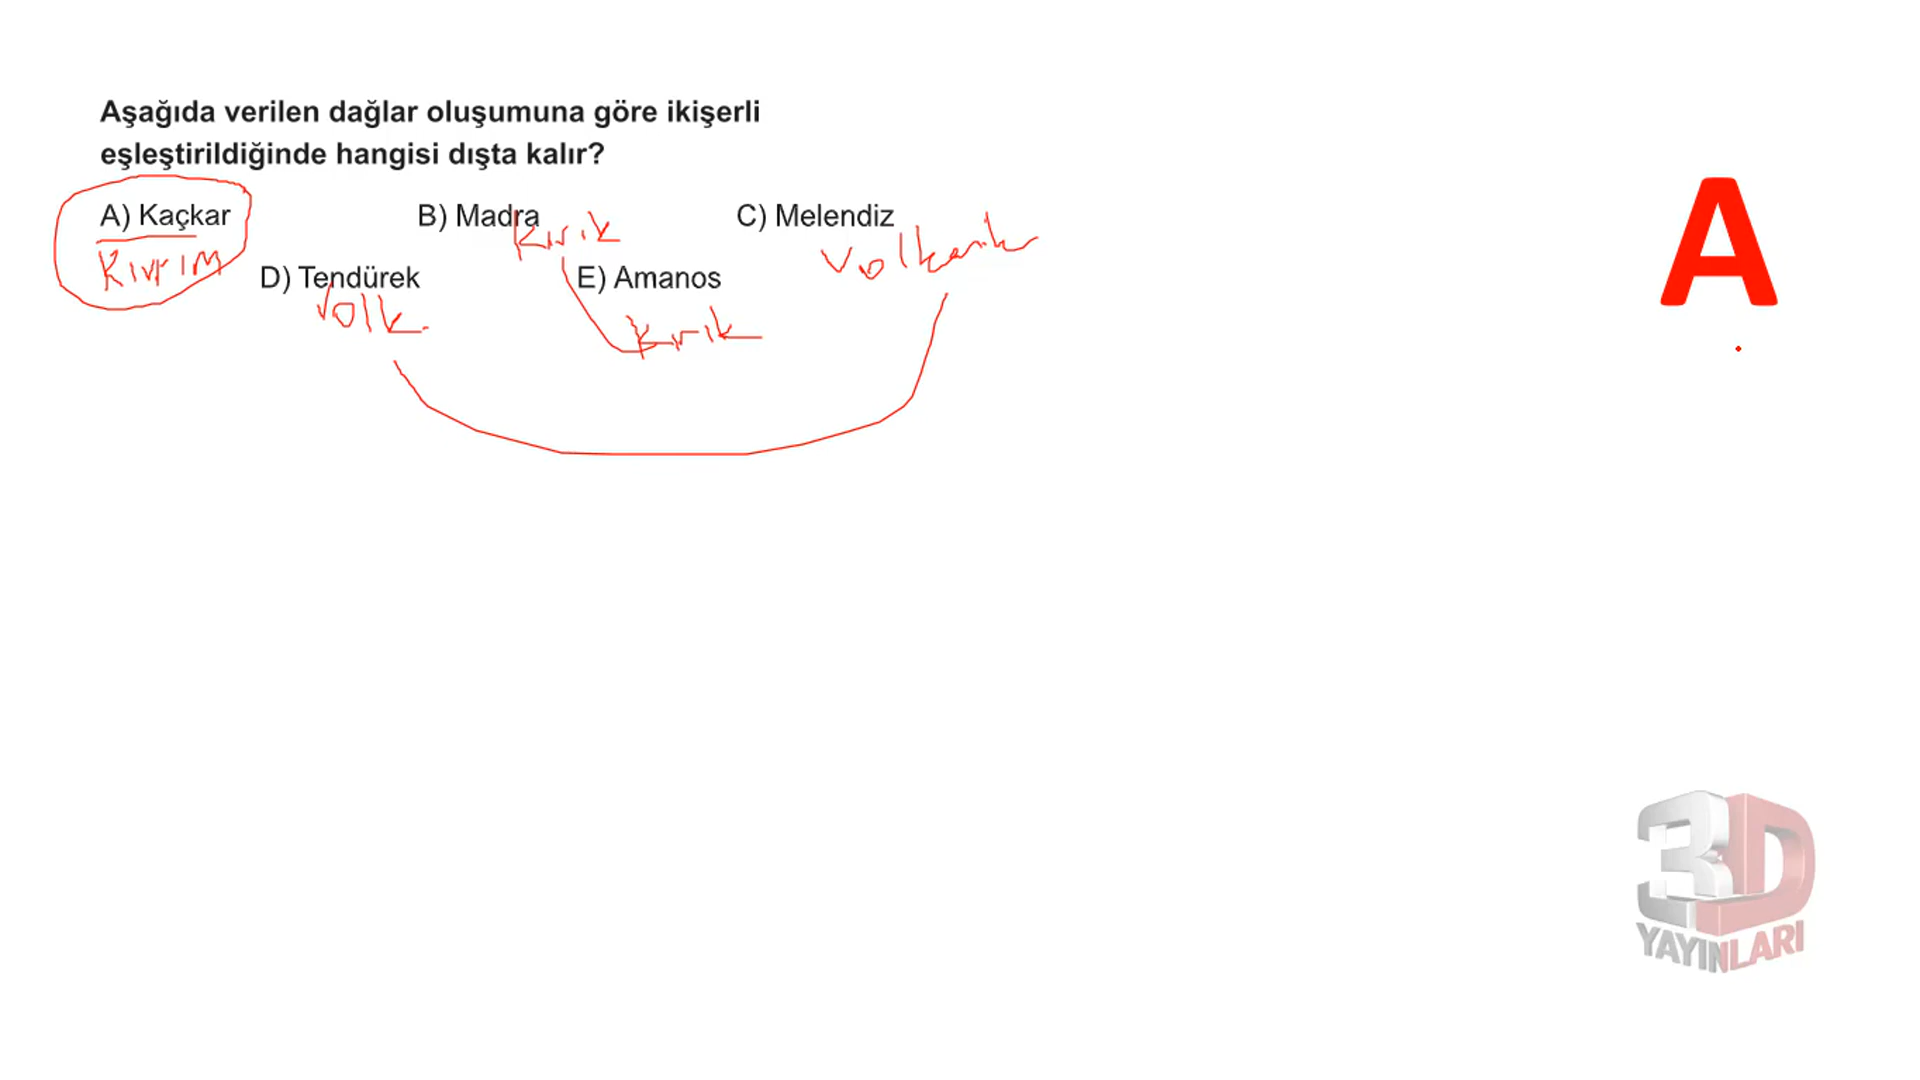 Aşağıda verilen dağlar oluşumuna göre ikişerli
eşleştirildiğinde hangisi dışta kalır?
A) Kaçkar B) Madra C) Melendiz
Kıvrım Kırık Volkanik
D) Tendürek E) Amanos
Volk. Kırık
A
3D
YAYINLARI